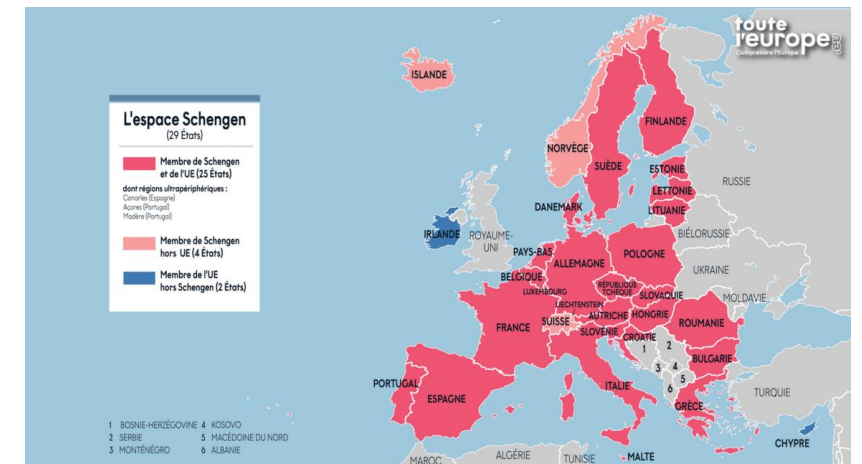 toute
l'europe.eu
Comprendre l'Europe
ISLANDE
L'espace Schengen
(29 États)
Membre de Schengen
et de l'UE (25 États)
dont régions ultrapériphériques :
Canaries (Espagne)
Açores (Portugal)
Madère (Portugal)
Membre de Schengen
hors UE (4 États)
Membre de l'UE
hors Schengen (2 États)
FINLANDE
NORVÈGE
SUÈDE
ESTONIE
RUSSIE
LETTONIE
DANEMARK
LITUANIE
IRLANDE
ROYAUME-
UNI
BIÉLORUSSIE
PAYS-BAS
POLOGNE
ALLEMAGNE
BELGIQUE
UKRAINE
LUXEMBOURG
RÉPUBLIQUE
TCHÈQUE
SLOVAQUIE
MOLDAVIE
LIECHTENSTEIN
AUTRICHE
HONGRIE
FRANCE
SUISSE
ROUMANIE
SLOVÉNIE
CROATIE
1
2
BULGARIE
3
4
5
6
PORTUGAL
ESPAGNE
ITALIE
TURQUIE
GRÈCE
CHYPRE
MAROC
ALGÉRIE
TUNISIE
MALTE
1 BOSNIE-HERZÉGOVINE 4 KOSOVO
2 SERBIE 5 MACÉDOINE DU NORD
3 MONTÉNÉGRO 6 ALBANIE